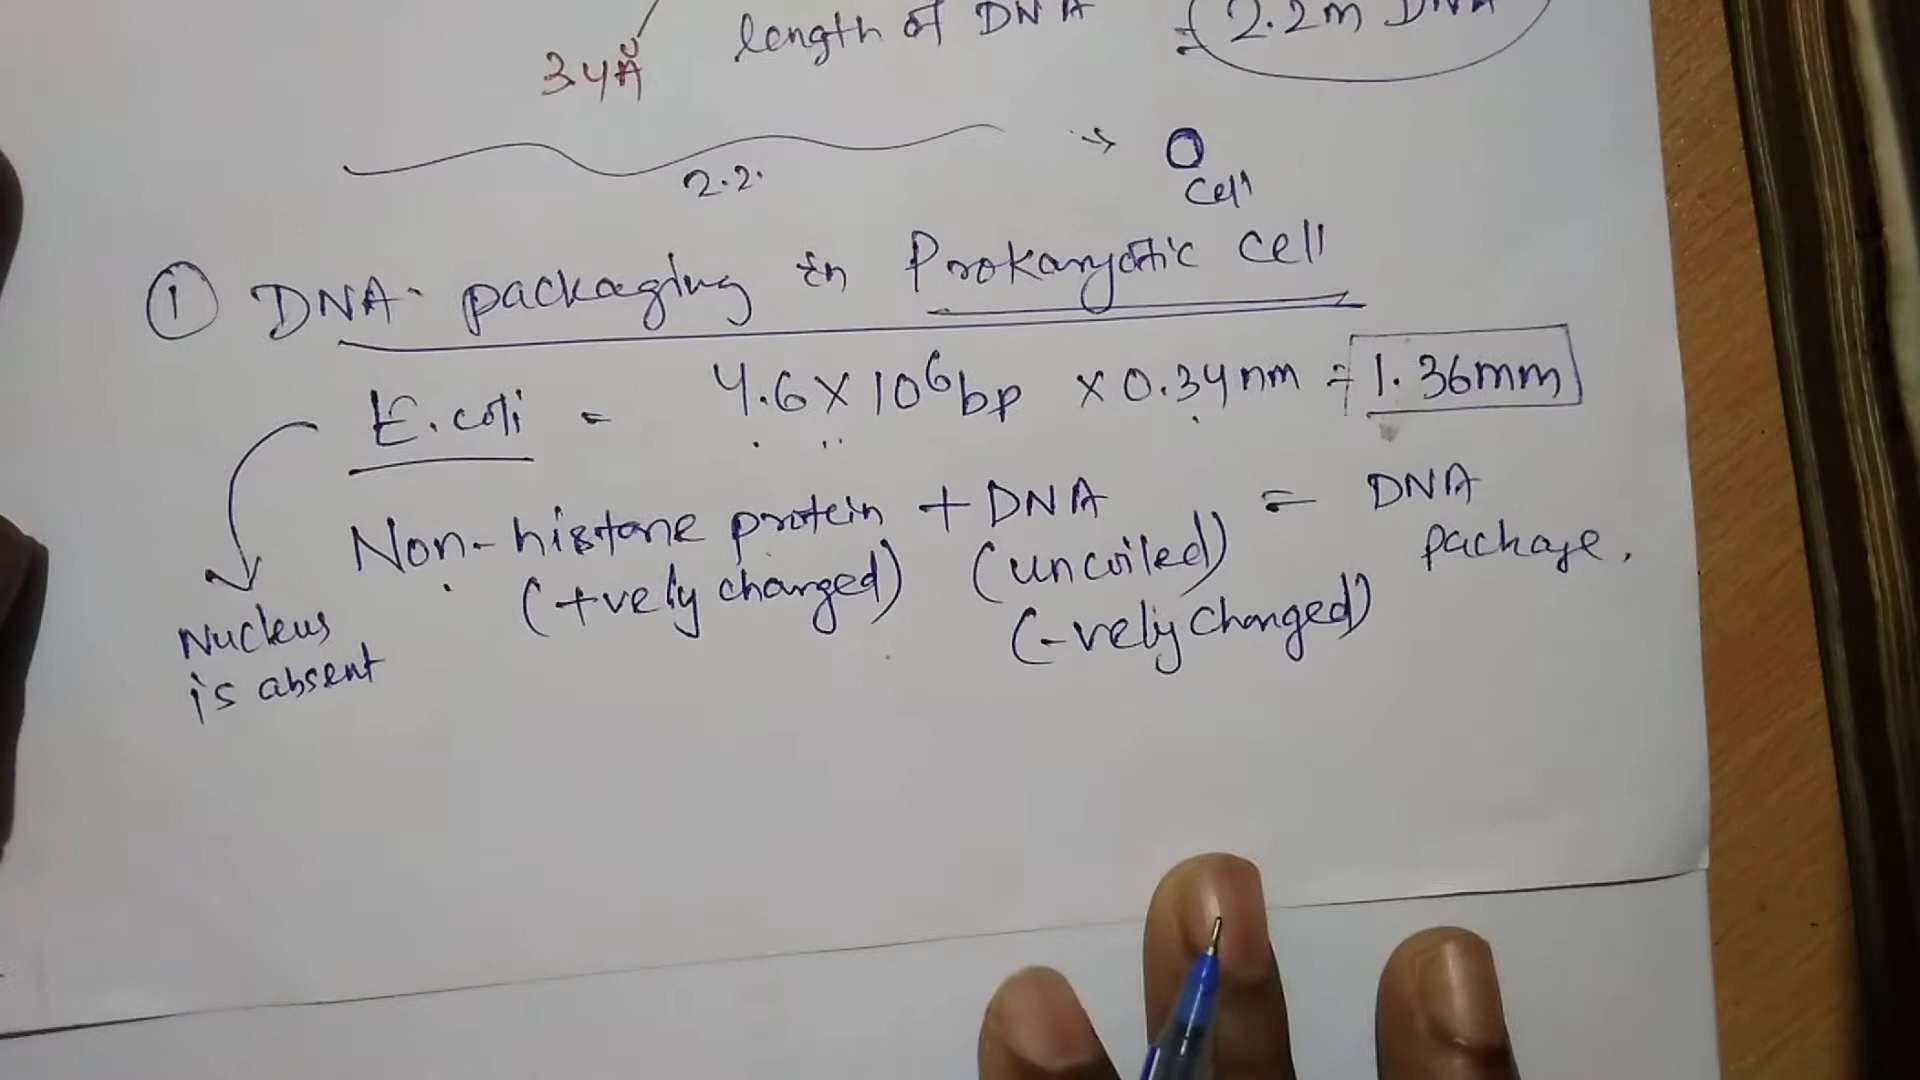 length of DNA = 2.2m DNA
3.4Å
2.2.
Cell
① DNA packaging in Prokaryotic cell
E.coli = 4.6 X 10⁶ bp x 0.34 nm = 1.36mm
Non-histone protein + DNA = DNA package.
(+vely charged) (uncoiled)
(-vely charged)
Nucleus
is absent